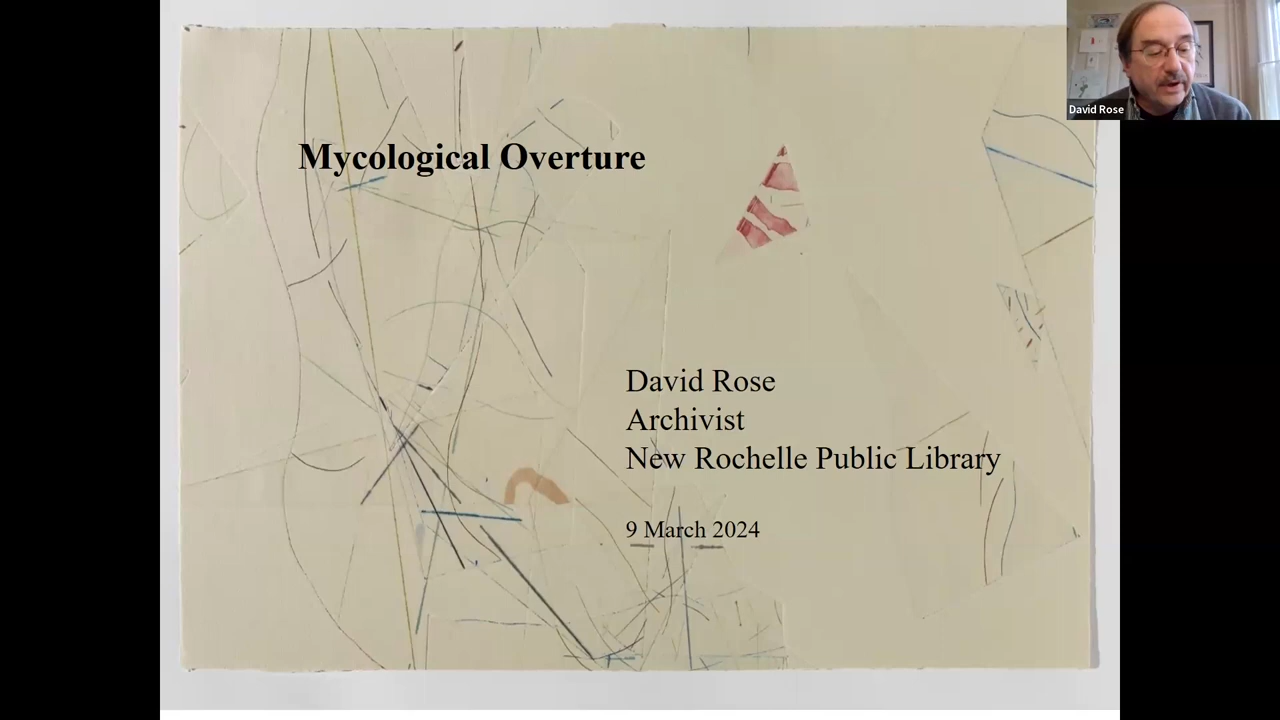 David Rose
Mycological Overture
David Rose
Archivist
New Rochelle Public Library
9 March 2024